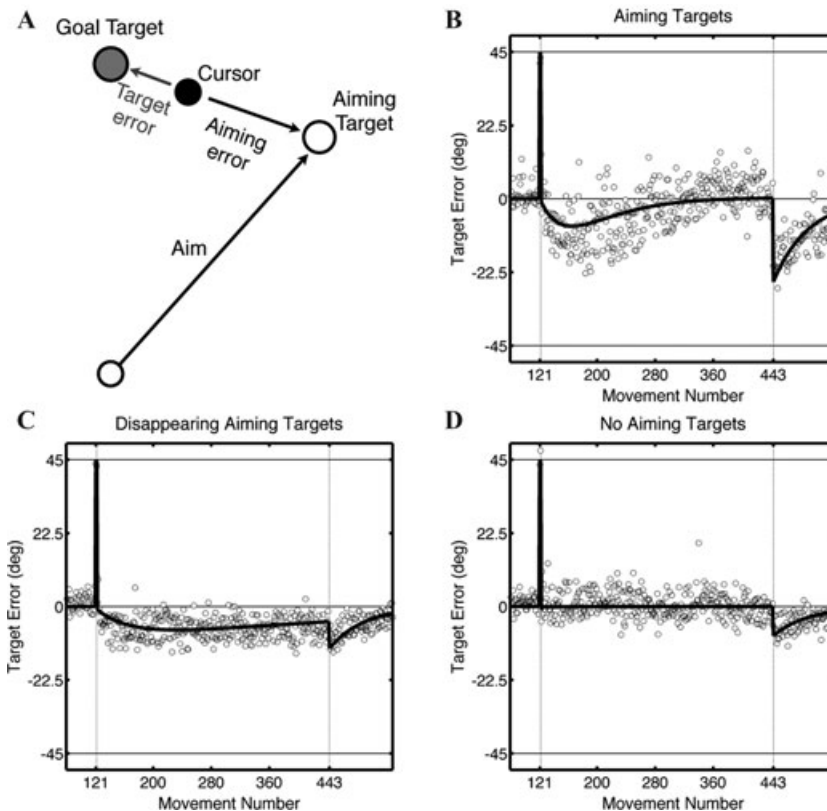 A
Goal Target
Cursor
Target
error
Aiming
error
Aiming
Target
Aim
B
Aiming Targets
Target Error (deg)
45
22.5
0
-22.5
-45
121 200 280 360 443
Movement Number
C
Disappearing Aiming Targets
Target Error (deg)
45
22.5
0
-22.5
-45
121 200 280 360 443
Movement Number
D
No Aiming Targets
Target Error (deg)
45
22.5
0
-22.5
-45
121 200 280 360 443
Movement Number